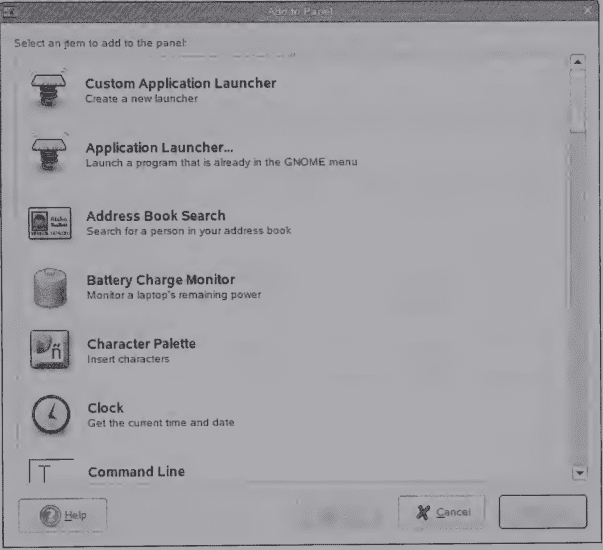 Add to Panel
Select an item to add to the panel:
Custom Application Launcher
Create a new launcher
Application Launcher...
Launch a program that is already in the GNOME menu
Address Book Search
Search for a person in your address book
Battery Charge Monitor
Monitor a laptop's remaining power
Character Palette
Insert characters
ñ
Clock
Get the current time and date
T
Command Line
Help
Cancel